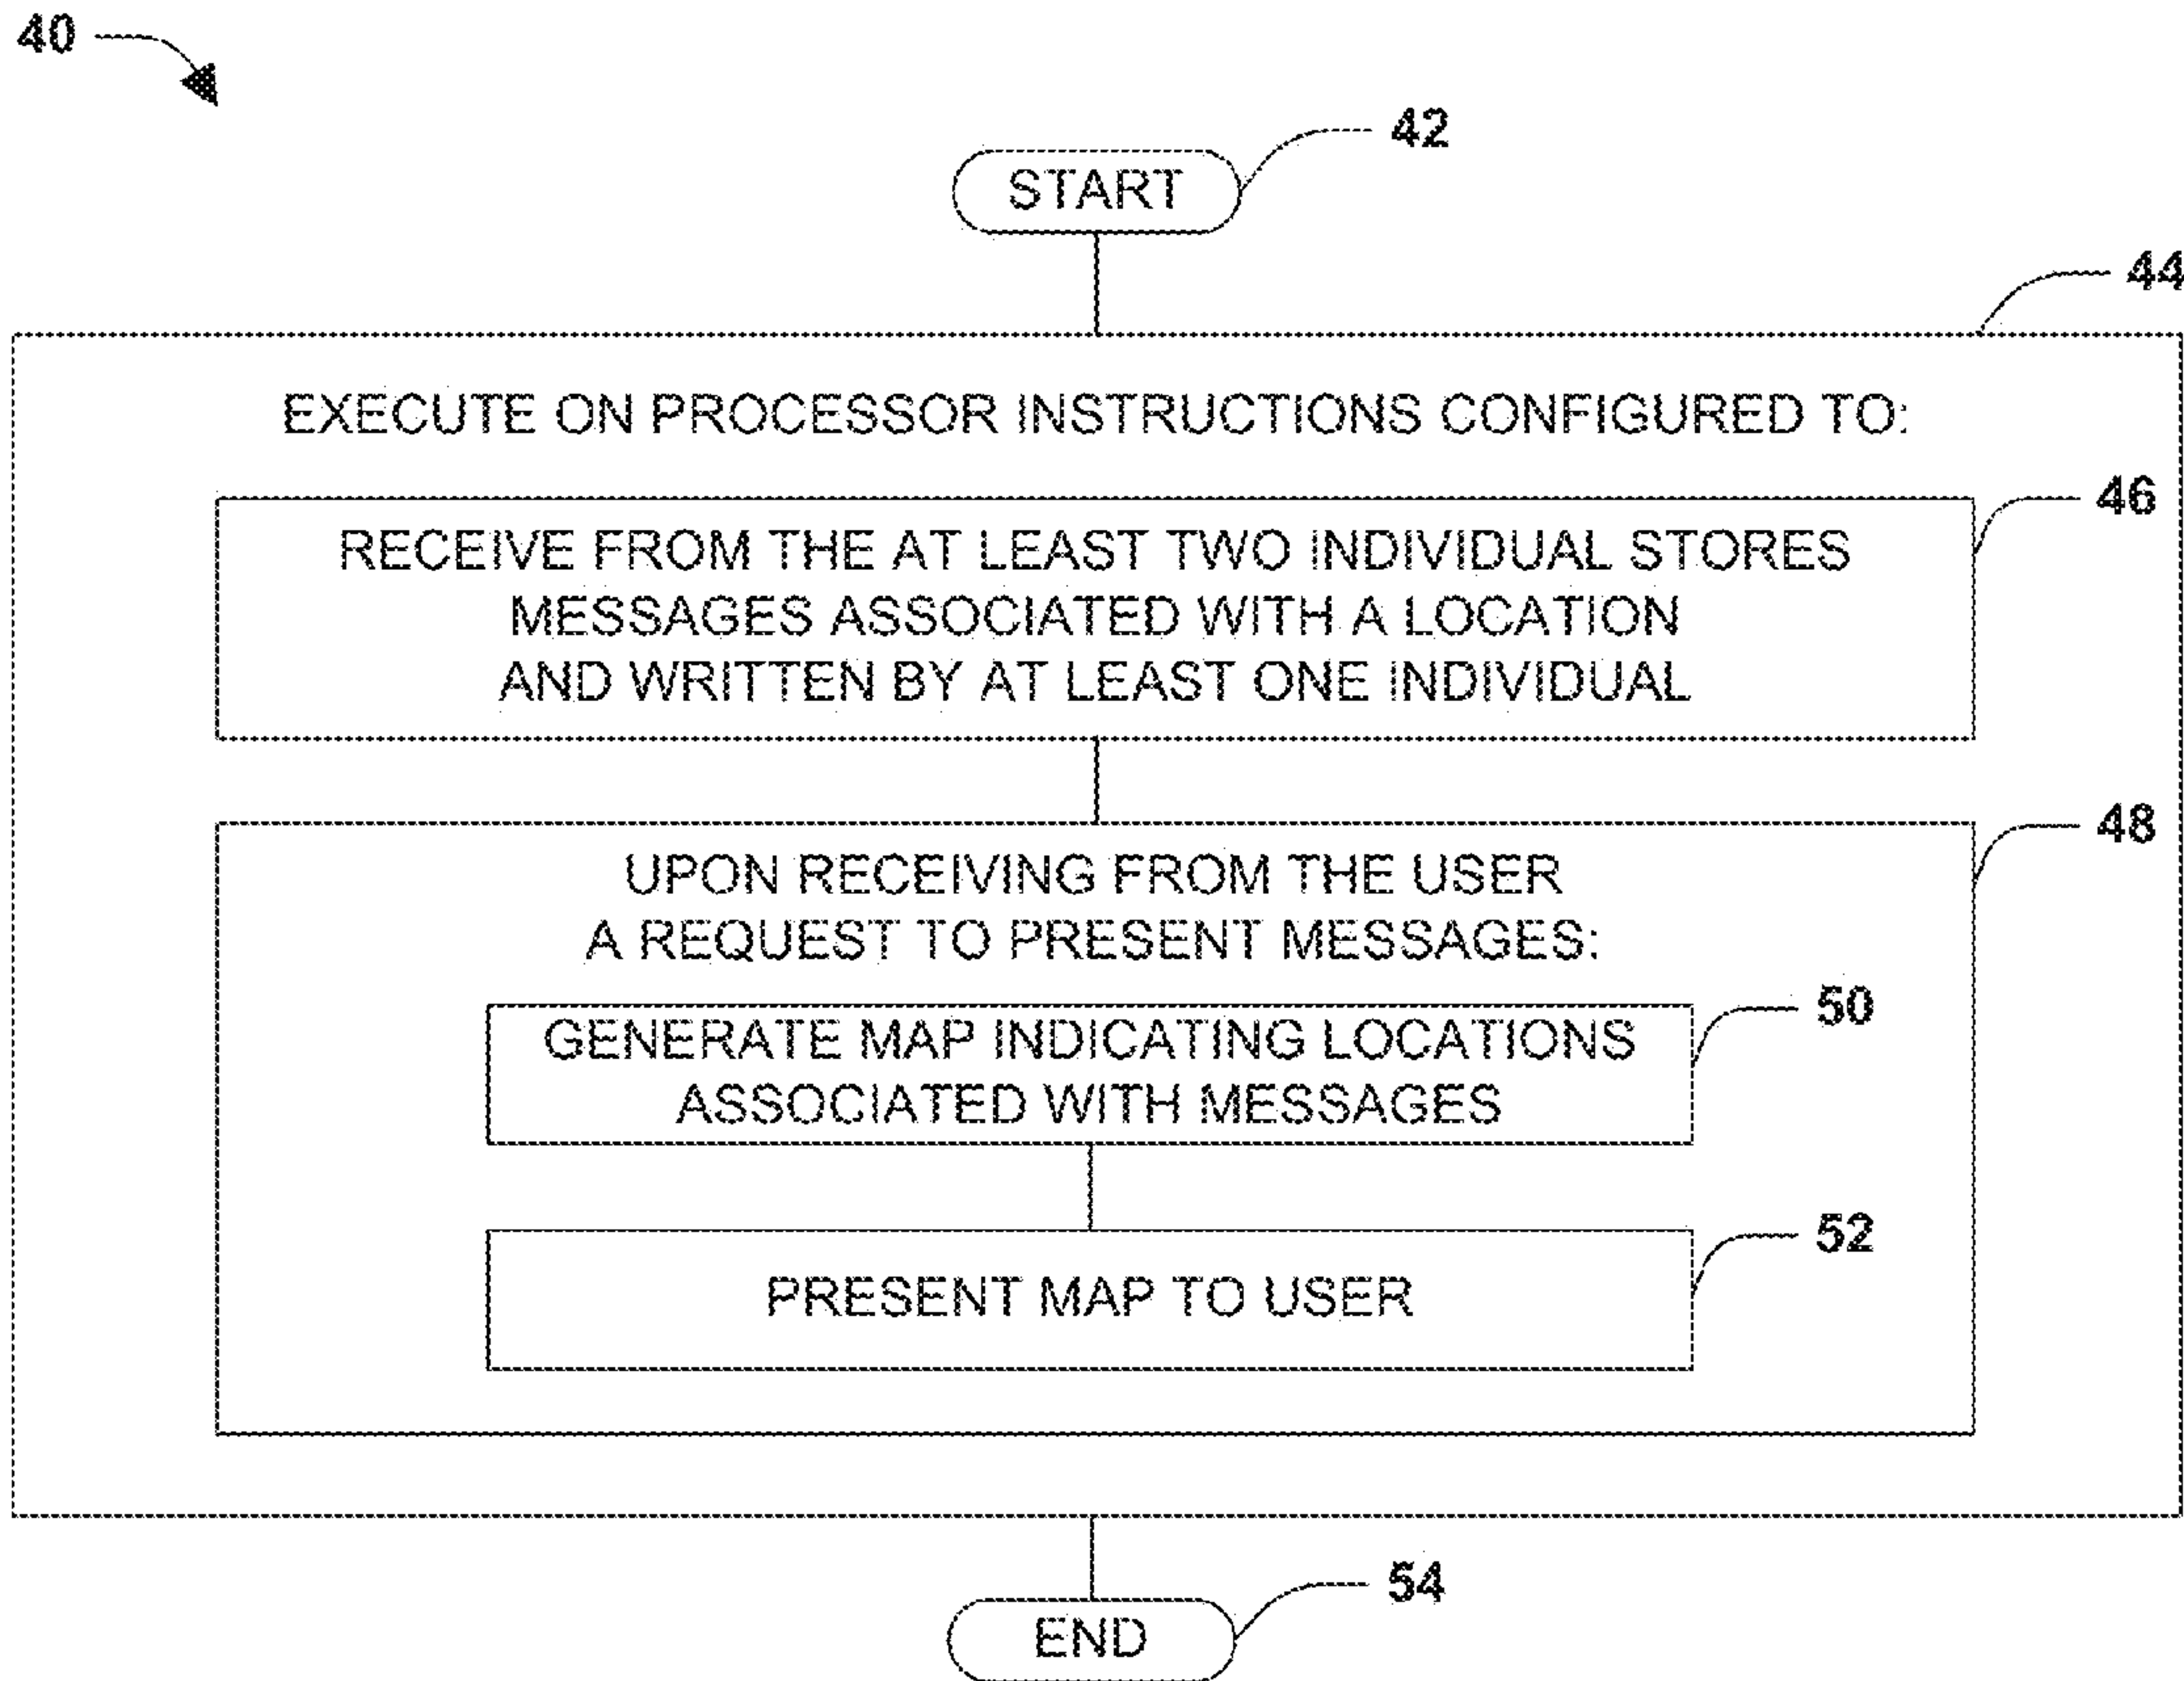 40
42
START
44
EXECUTE ON PROCESSOR INSTRUCTIONS CONFIGURED TO:
46
RECEIVE FROM THE AT LEAST TWO INDIVIDUAL STORES
MESSAGES ASSOCIATED WITH A LOCATION
AND WRITTEN BY AT LEAST ONE INDIVIDUAL
48
UPON RECEIVING FROM THE USER
A REQUEST TO PRESENT MESSAGES:
50
GENERATE MAP INDICATING LOCATIONS
ASSOCIATED WITH MESSAGES
52
PRESENT MAP TO USER
54
END